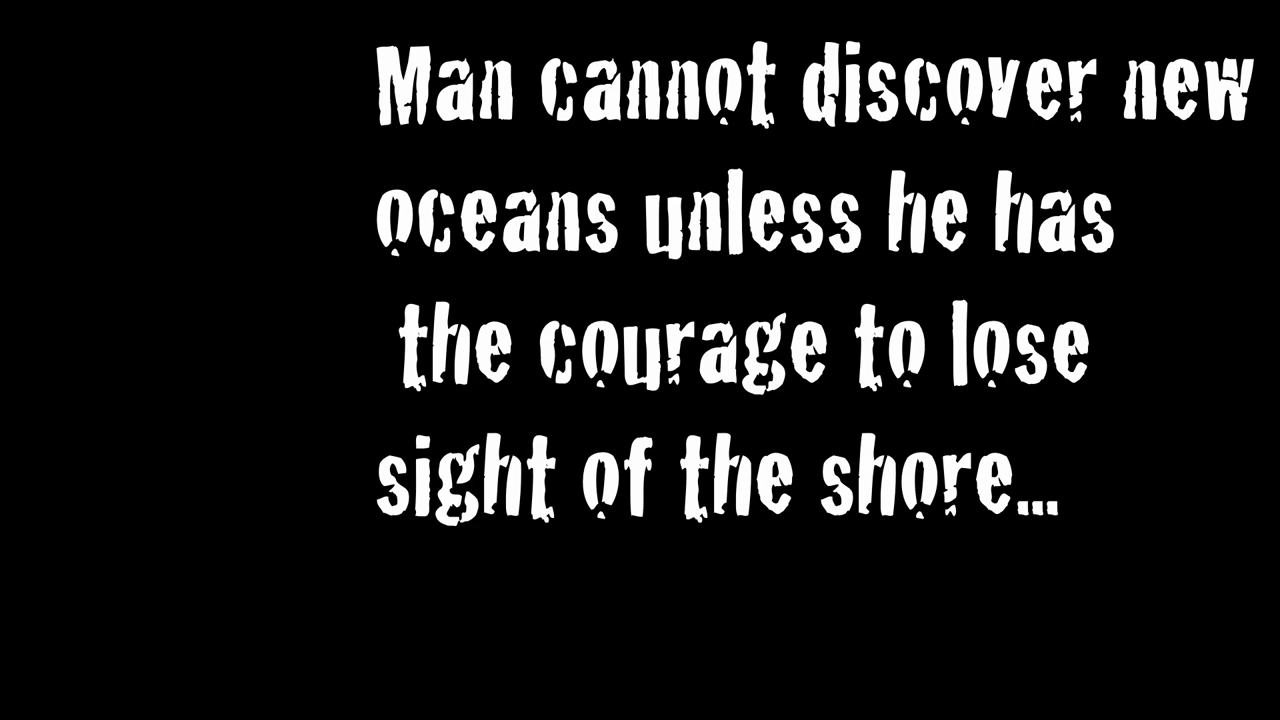 Man cannot discover new
oceans unless he has
the courage to lose
sight of the shore...